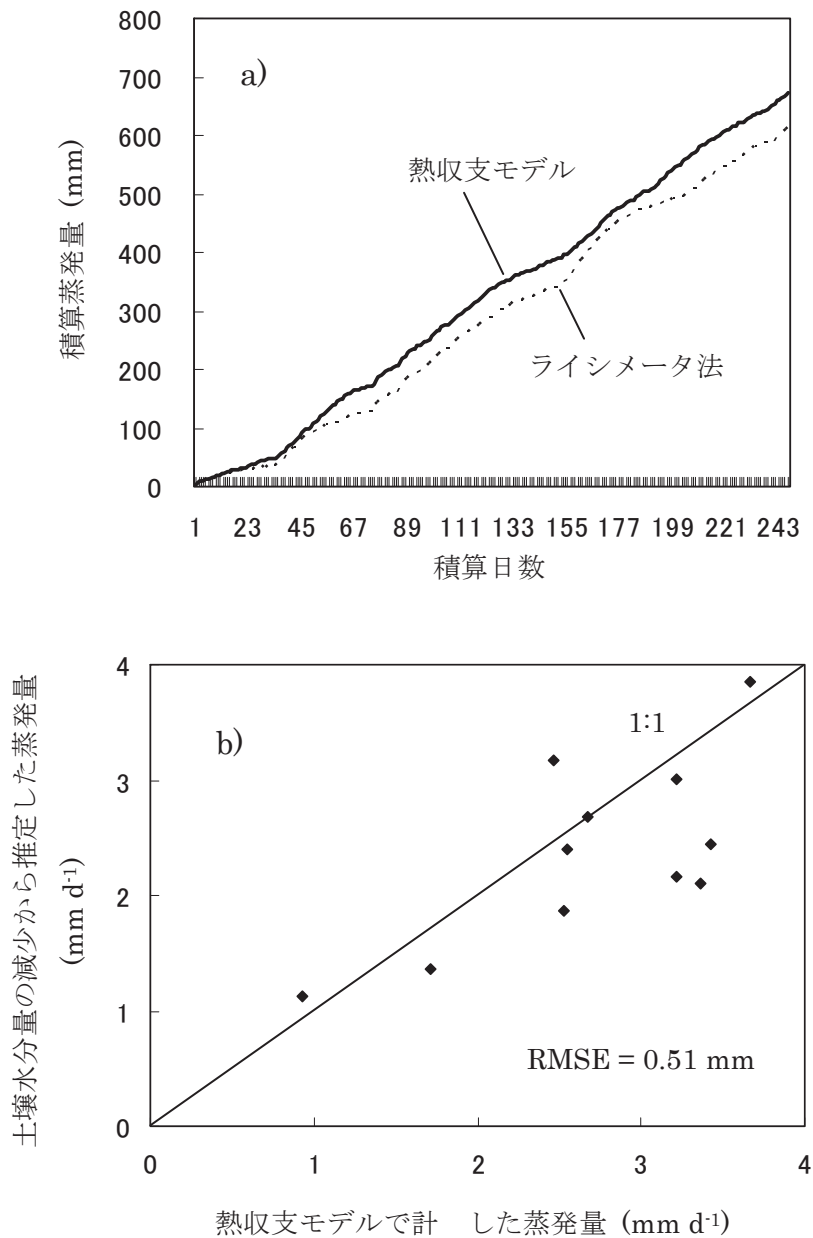 800
700
600
500
400
300
200
100
0
積算蒸発量 (mm)
a)
熱収支モデル
ライシメータ法
1 23 45 67 89 111 133 155 177 199 221 243
積算日数
4
3
2
1
0
土壌水分量の減少から推定した蒸発量
(mm d-1)
b)
1:1
RMSE = 0.51 mm
0 1 2 3 4
熱収支モデルで計 した蒸発量 (mm d-1)